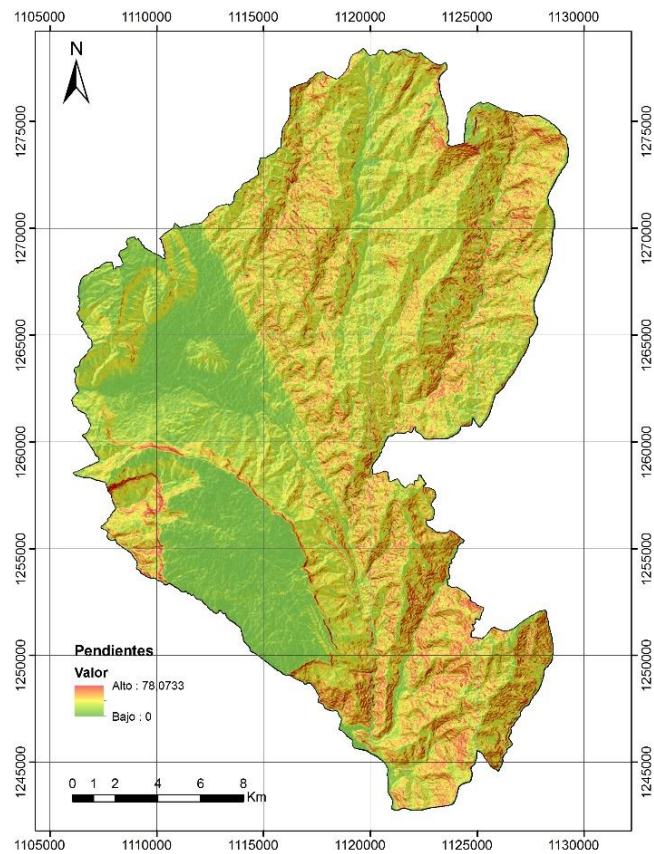 1105000 1110000 1115000 1120000 1125000 1130000
N
1275000 1275000
1270000 1270000
1265000 1265000
1260000 1260000
1255000 1255000
1250000 1250000
1245000 1245000
Pendientes
Valor
Alto : 78,0733
Bajo : 0
0 1 2 4 6 8
Km
1105000 1110000 1115000 1120000 1125000 1130000